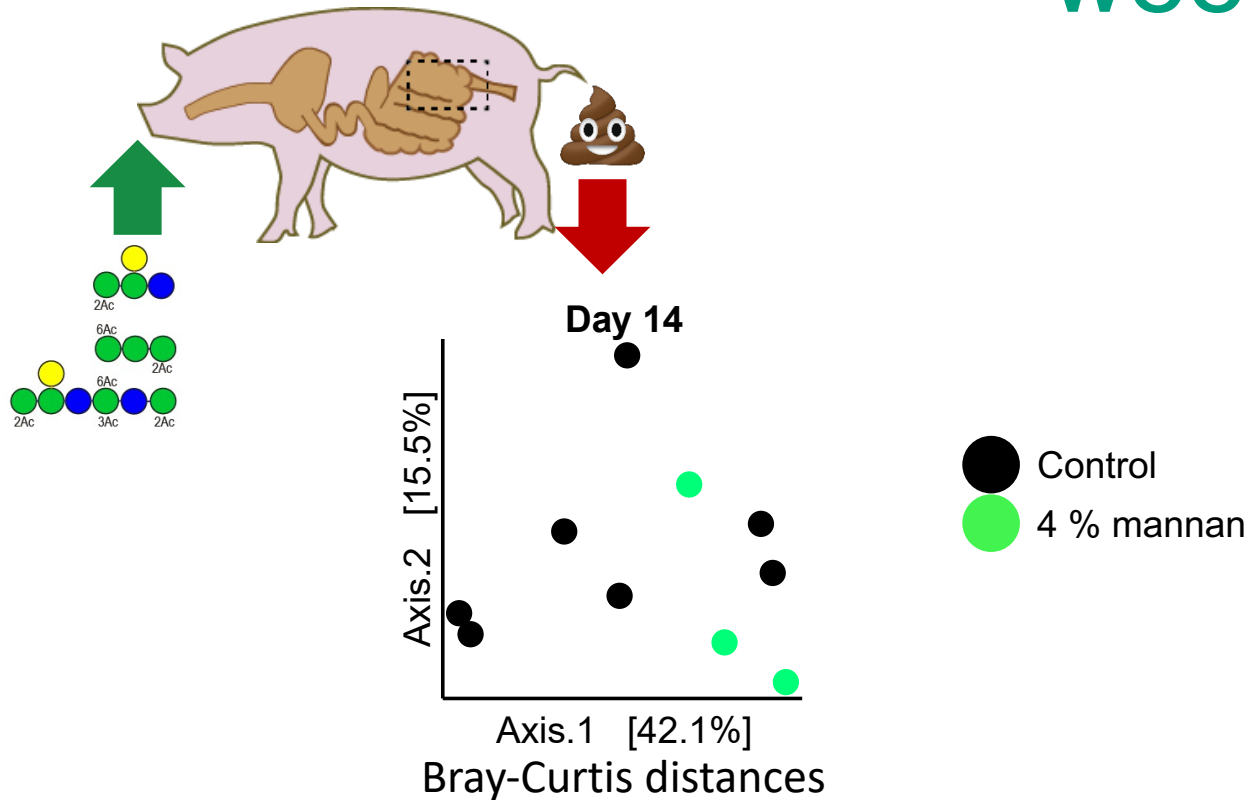 2Ac
6Ac
2Ac
6Ac
2Ac 3Ac 2Ac
Day 14
Axis.2 [15.5%]
Axis.1 [42.1%]
Bray-Curtis distances
Control
4 % mannan